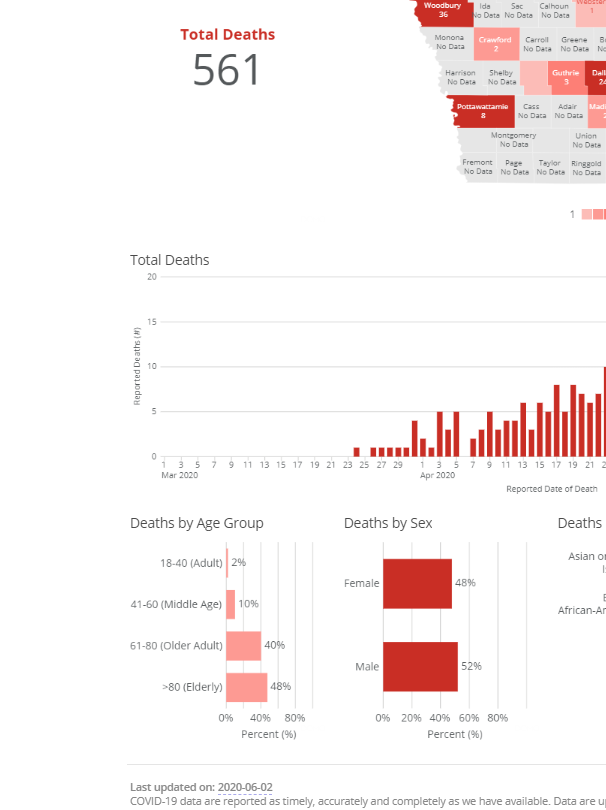 Woodbury
36
Ida
No Data
Sac
No Data
Calhoun
No Data
Webster
1
Total Deaths
561
Monona
No Data
Crawford
2
Carroll
No Data
Greene
No Data
Harrison
No Data
Shelby
No Data
Guthrie
3
Dall
24
Pottawattamie
8
Cass
No Data
Adair
No Data
Madi
2
Montgomery
No Data
Union
No Data
Fremont
No Data
Page
No Data
Taylor
No Data
Ringgold
No Data
1
Total Deaths
20
15
10
5
0
Reported Deaths (#)
1 3 5 7 9 11 13 15 17 19 21 23 25 27 29 1 3 5 7 9 11 13 15 17 19 21
Mar 2020 Apr 2020
Reported Date of Death
Deaths by Age Group
18-40 (Adult) 2%
41-60 (Middle Age) 10%
61-80 (Older Adult) 40%
>80 (Elderly) 48%
0% 40% 80%
Percent (%)
Deaths by Sex
Female 48%
Male 52%
0% 20% 40% 60% 80%
Percent (%)
Deaths
Asian or
African-Am
Last updated on: 2020-06-02
COVID-19 data are reported as timely, accurately and completely as we have available. Data are up